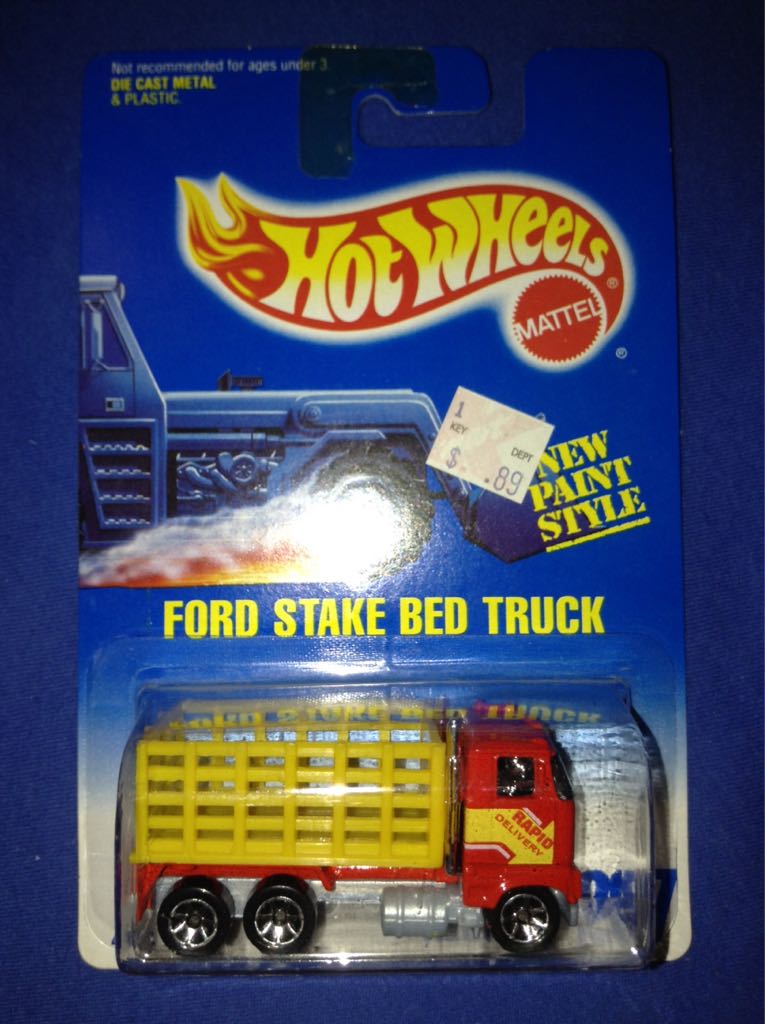 Not recommended for ages under 3.
DIE CAST METAL
& PLASTIC.
HOT WHEELS®
MATTEL
®
1
KEY
DEPT
$ .89
NEW
PAINT
STYLE
FORD STAKE BED TRUCK
RAPID
DELIVERY
7